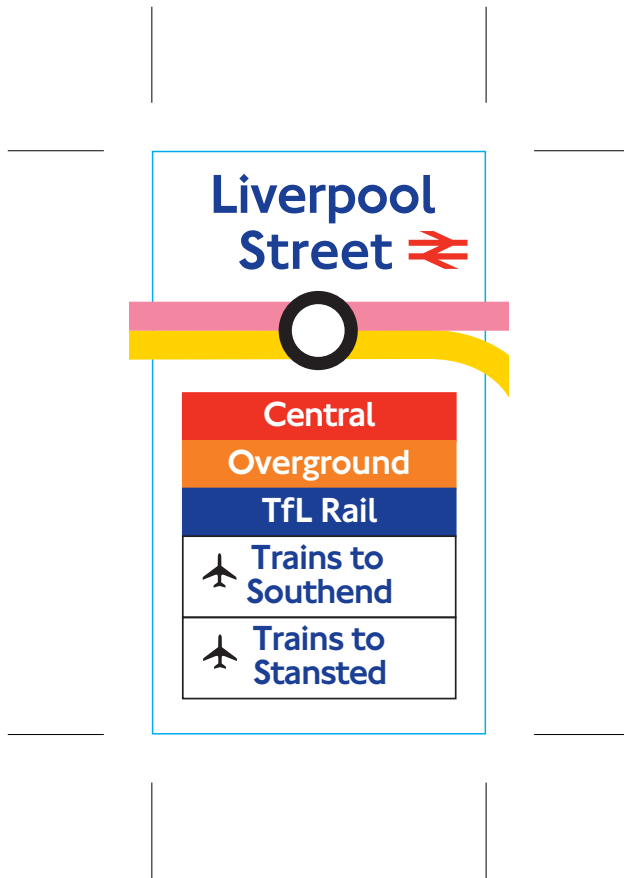 Liverpool
Street
Central
Overground
TfL Rail
Trains to
Southend
Trains to
Stansted